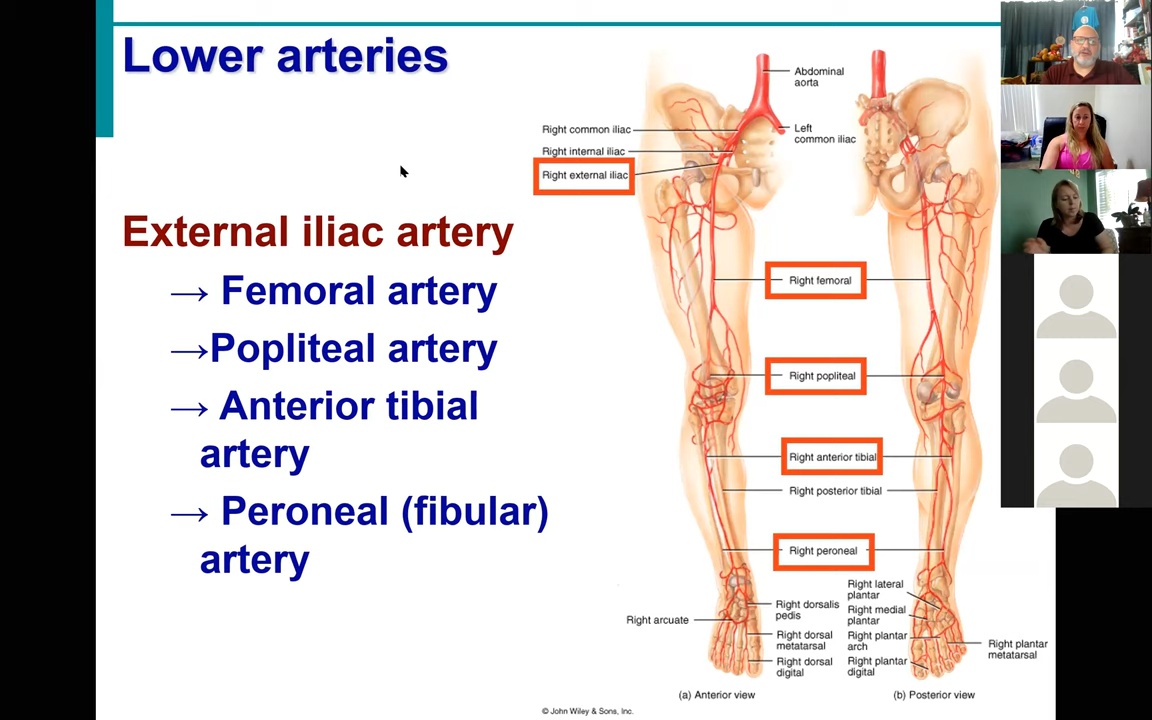 Lower arteries
External iliac artery
→ Femoral artery
→Popliteal artery
→ Anterior tibial
artery
→ Peroneal (fibular)
artery
Abdominal
aorta
Right common iliac
Left
common iliac
Right internal iliac
Right external iliac
Right femoral
Right popliteal
Right anterior tibial
Right posterior tibial
Right peroneal
Right lateral
plantar
Right dorsalis
pedis
Right medial
plantar
Right arcuate
Right dorsal
metatarsal
Right plantar
arch
Right plantar
metatarsal
Right dorsal
digital
Right plantar
digital
(a) Anterior view
(b) Posterior view
© John Wiley & Sons, Inc.